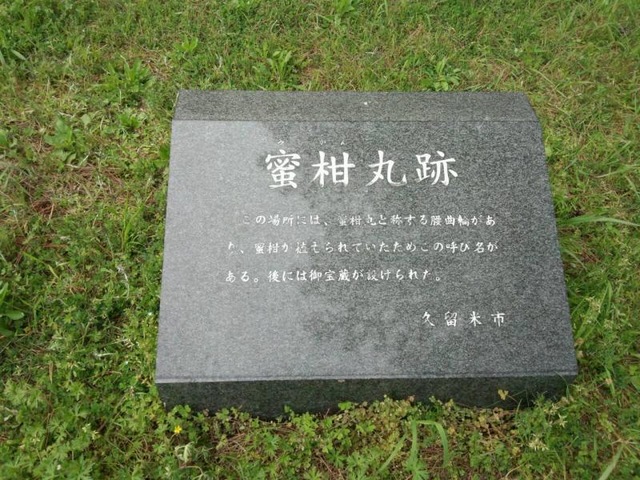 蜜柑丸跡
この場所には、蜜柑丸と称する腰曲輪があ
り、蜜柑が植えられていたためこの呼び名が
ある。後には御宝蔵が設けられた。
久留米市